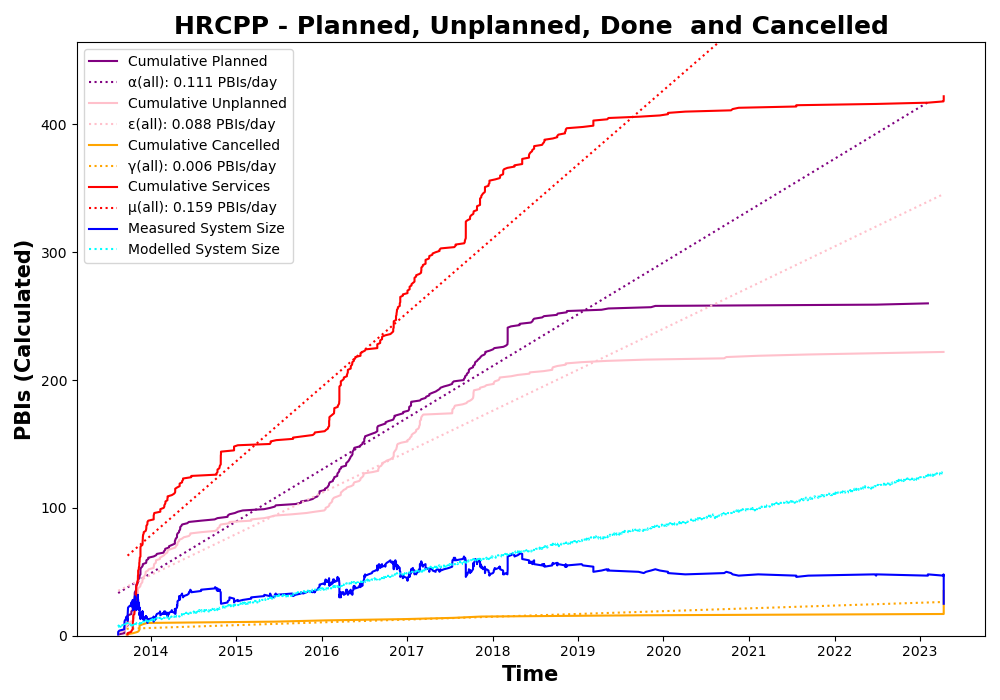 HRCPP - Planned, Unplanned, Done  and Cancelled
Cumulative Planned
α(all): 0.111 PBIs/day
Cumulative Unplanned
ε(all): 0.088 PBIs/day
Cumulative Cancelled
γ(all): 0.006 PBIs/day
Cumulative Services
μ(all): 0.159 PBIs/day
Measured System Size
Modelled System Size
PBIs (Calculated)
400
300
200
100
0
2014 2015 2016 2017 2018 2019 2020 2021 2022 2023
Time